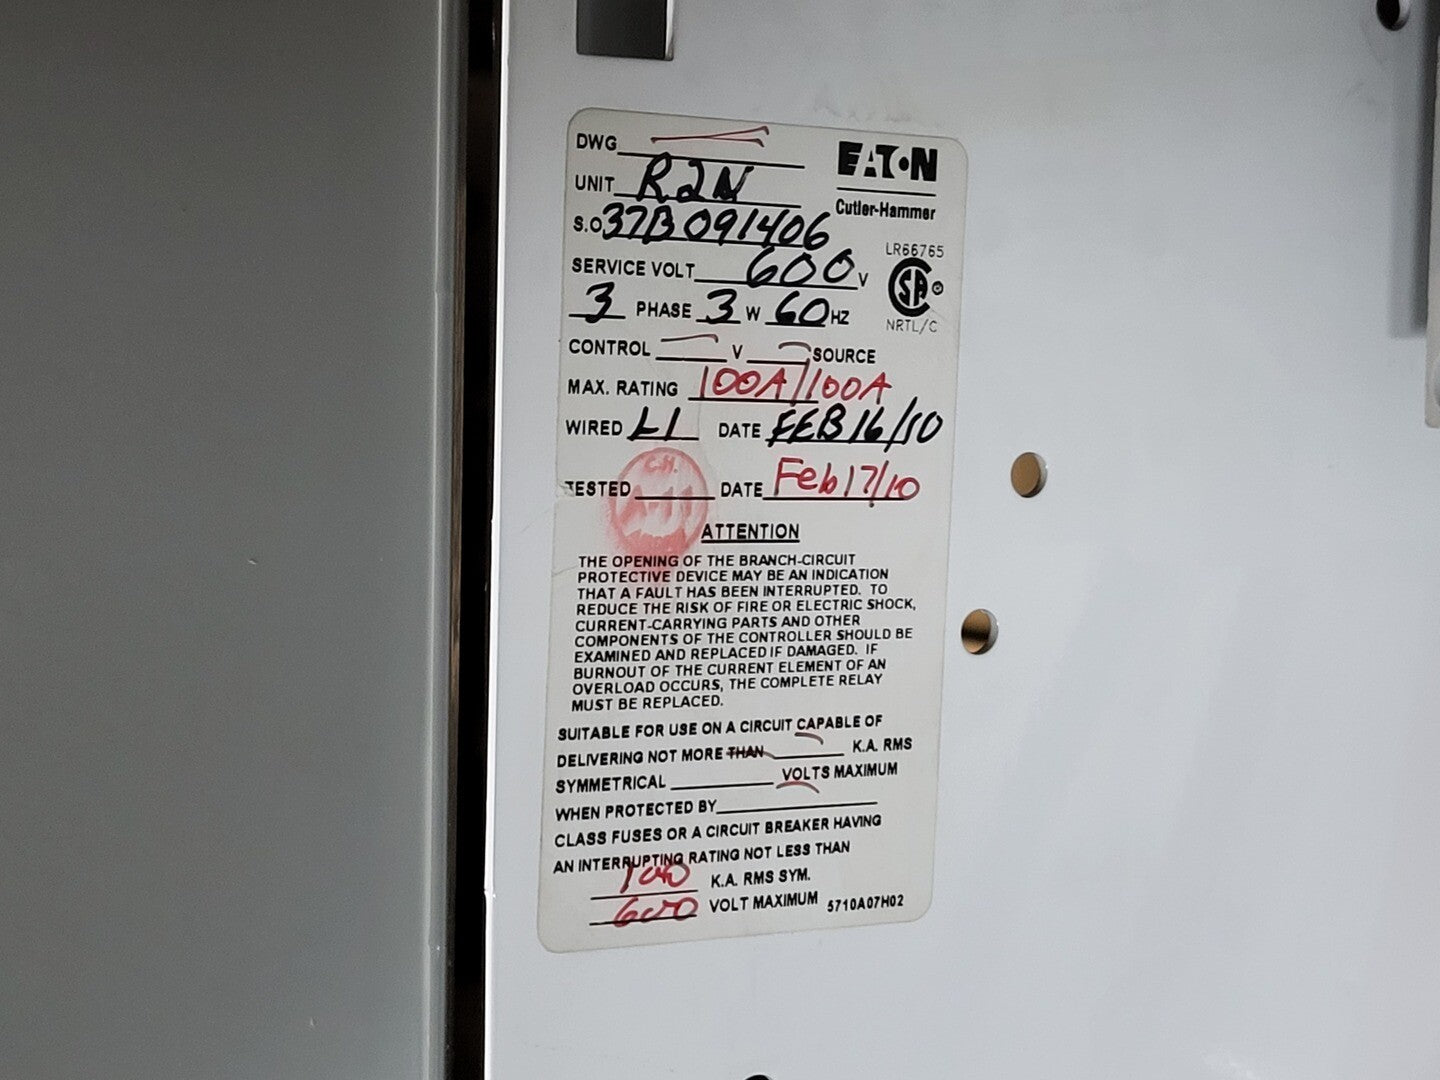 DWG
EATON
UNIT R2N
Cutler-Hammer
S.O 37B091406
LR66765
SERVICE VOLT 600 V
SA
3 PHASE 3 W 60 HZ
NRTL/C
CONTROL V SOURCE
MAX. RATING 100A/100A
WIRED L1 DATE FEB 16/10
C.H.
TESTED DATE Feb 17/10
ATTENTION
THE OPENING OF THE BRANCH-CIRCUIT
PROTECTIVE DEVICE MAY BE AN INDICATION
THAT A FAULT HAS BEEN INTERRUPTED. TO
REDUCE THE RISK OF FIRE OR ELECTRIC SHOCK,
CURRENT-CARRYING PARTS AND OTHER
COMPONENTS OF THE CONTROLLER SHOULD BE
EXAMINED AND REPLACED IF DAMAGED. IF
BURNOUT OF THE CURRENT ELEMENT OF AN
OVERLOAD OCCURS, THE COMPLETE RELAY
MUST BE REPLACED.
SUITABLE FOR USE ON A CIRCUIT CAPABLE OF
DELIVERING NOT MORE THAN K.A. RMS
SYMMETRICAL VOLTS MAXIMUM
WHEN PROTECTED BY
CLASS FUSES OR A CIRCUIT BREAKER HAVING
AN INTERRUPTING RATING NOT LESS THAN
100 K.A. RMS SYM.
600 VOLT MAXIMUM 5710A07H02